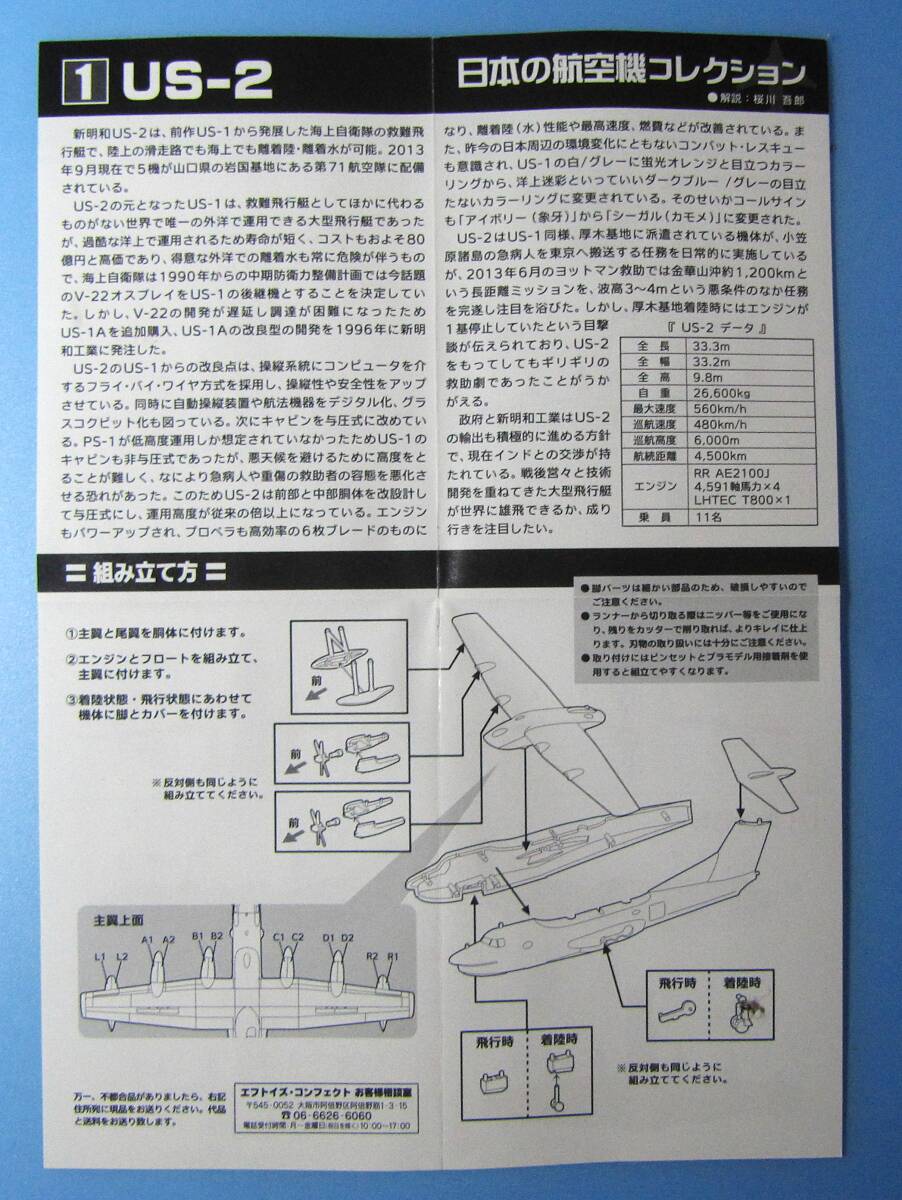 1 US-2
日本の航空機コレクション
●解説：桜川 吾郎
新明和US-2は、前作US-1から発展した海上自衛隊の救難飛
行艇で、陸上の滑走路でも海上でも離着陸・離着水が可能。2013
年9月現在で5機が山口県の岩国基地にある第71航空隊に配備
されている。
US-2の元となったUS-1は、救難飛行艇としてほかに代わる
ものがない世界で唯一の外洋で運用できる大型飛行艇であった
が、過酷な洋上で運用されるため寿命が短く、コストもおよそ80
億円と高価であり、得意な外洋での離着水も常に危険が伴うもの
で、海上自衛隊は1990年からの中期防衛力整備計画では今話題
のV-22オスプレイをUS-1の後継機とすることを決定してい
た。しかし、V-22の開発が遅延し調達が困難になったため
US-1Aを追加購入、US-1Aの改良型の開発を1996年に新明
和工業に発注した。
US-2のUS-1からの改良点は、操縦系統にコンピュータを介
するフライ・バイ・ワイヤ方式を採用し、操縦性や安全性をアップ
させている。同時に自動操縦装置や航法機器をデジタル化、グラ
スコクピット化も図っている。次にキャビンを与圧式に改めてい
る。PS-1が低高度運用しか想定されていなかったためUS-1の
キャビンも非与圧式であったが、悪天候を避けるために高度をと
ることが難しく、なにより急病人や重傷の救助者の容態を悪化さ
せる恐れがあった。このためUS-2は前部と中部胴体を改設計し
て与圧式にし、運用高度が従来の倍以上になっている。エンジン
もパワーアップされ、プロペラも高効率の6枚ブレードのものに
なり、離着陸（水）性能や最高速度、燃費などが改善されている。ま
た、昨今の日本周辺の環境変化にともないコンバット・レスキュー
も意識され、US-1の白/グレーに蛍光オレンジと目立つカラー
リングから、洋上迷彩といっていいダークブルー/グレーの目立
たないカラーリングに変更されている。そのせいかコールサイン
も「アイボリー（象牙）」から「シーガル（カモメ）」に変更された。
US-2はUS-1同様、厚木基地に派遣されている機体が、小笠
原諸島の急病人を東京へ搬送する任務を日常的に実施している
が、2013年6月のヨットマン救助では金華山沖約1,200kmと
いう長距離ミッションを、波高3〜4mという悪条件のなか任務
を完遂し注目を浴びた。しかし、厚木基地着陸時にはエンジンが
1基停止していたという目撃
談が伝えられており、US-2
をもってしてもギリギリの
救助劇であったことがうか
がえる。
政府と新明和工業はUS-2
の輸出も積極的に進める方針
で、現在インドとの交渉が持
たれている。戦後営々と技術
開発を重ねてきた大型飛行艇
が世界に雄飛できるか、成り
行きを注目したい。
『 US-2 データ 』
全 長 33.3m
全 幅 33.2m
全 高 9.8m
自 重 26,600kg
最大速度 560km/h
巡航速度 480km/h
巡航高度 6,000m
航続距離 4,500km
エンジン RR AE2100J
4,591軸馬力×4
LHTEC T800×1
乗 員 11名
組み立て方
①主翼と尾翼を胴体に付けます。
②エンジンとフロートを組み立て、
主翼に付けます。
③着陸状態・飛行状態にあわせて
機体に脚とカバーを付けます。
※反対側も同じように
組み立ててください。
●脚パーツは細かい部品のため、破損しやすいので
ご注意ください。
●ランナーから切り取る際はニッパー等をご使用にな
り、残りをカッターで削り取れば、よりキレイに仕上
ります。刃物の取り扱いには十分にご注意ください。
●取り付けにはピンセットとプラモデル用接着剤を使
用すると組立てやすくなります。
前
前
前
主翼上面
L1 L2 A1 A2 B1 B2 C1 C2 D1 D2 R2 R1
飛行時 着陸時
飛行時 着陸時
※反対側も同じように
組み立ててください。
万一、不都合品がありましたら、右記
住所宛に現品をお送りください。代品
と送料をお送り致します。
エフトイズ・コンフェクト お客様相談室
〒545-0052 大阪市阿倍野区阿倍野筋1-3-15
☎06-6626-6060
電話受付時間 月〜金曜日(祝日を除く)10:00〜17:00